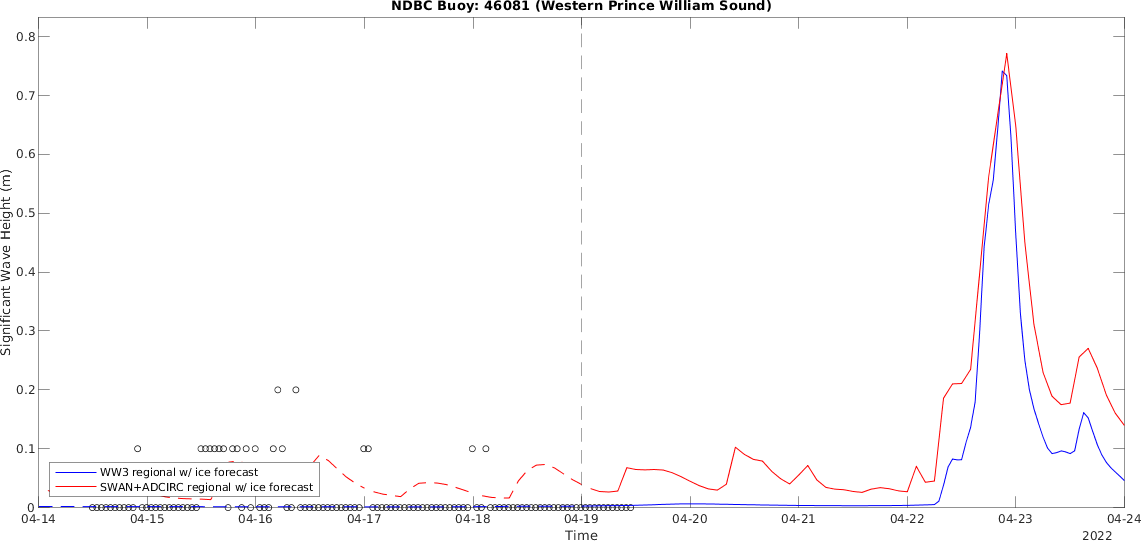 NDBC Buoy: 46081 (Western Prince William Sound)
Significant Wave Height (m)
0.8
0.7
0.6
0.5
0.4
0.3
0.2
0.1
0
WW3 regional w/ ice forecast
SWAN+ADCIRC regional w/ ice forecast
04-14 04-15 04-16 04-17 04-18 04-19 04-20 04-21 04-22 04-23 04-24
Time
2022